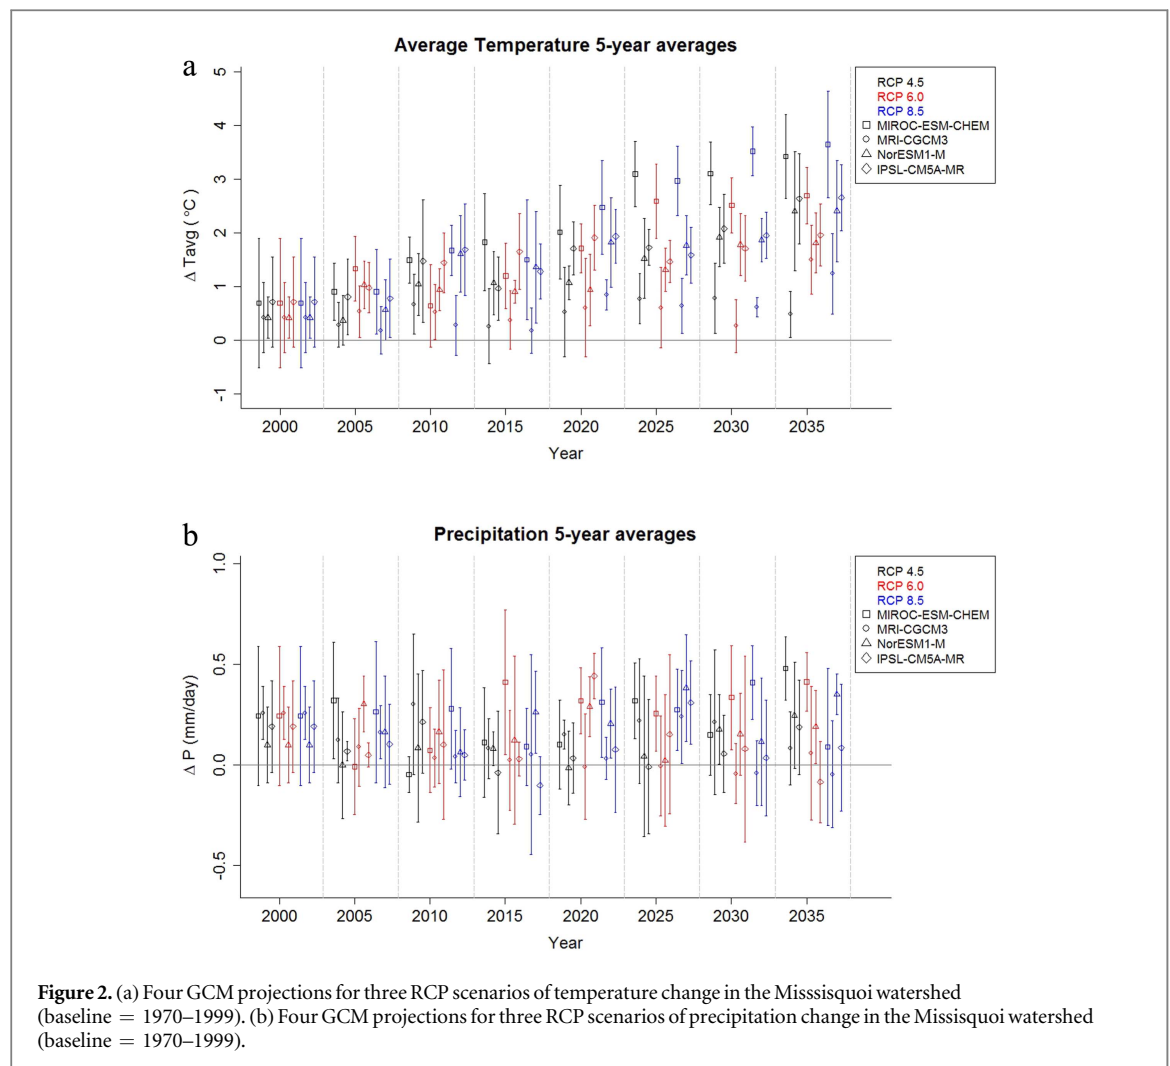 Average Temperature 5-year averages
a
5
4
3
2
1
0
-1
Δ Tavg ( °C )
2000 2005 2010 2015 2020 2025 2030 2035
Year
RCP 4.5
RCP 6.0
RCP 8.5
MIROC-ESM-CHEM
MRI-CGCM3
NorESM1-M
IPSL-CM5A-MR
b
Precipitation 5-year averages
1.0
0.5
0.0
-0.5
Δ P (mm/day)
2000 2005 2010 2015 2020 2025 2030 2035
Year
RCP 4.5
RCP 6.0
RCP 8.5
MIROC-ESM-CHEM
MRI-CGCM3
NorESM1-M
IPSL-CM5A-MR
Figure 2. (a) Four GCM projections for three RCP scenarios of temperature change in the Misssisquoi watershed
(baseline = 1970–1999). (b) Four GCM projections for three RCP scenarios of precipitation change in the Missisquoi watershed
(baseline = 1970–1999).